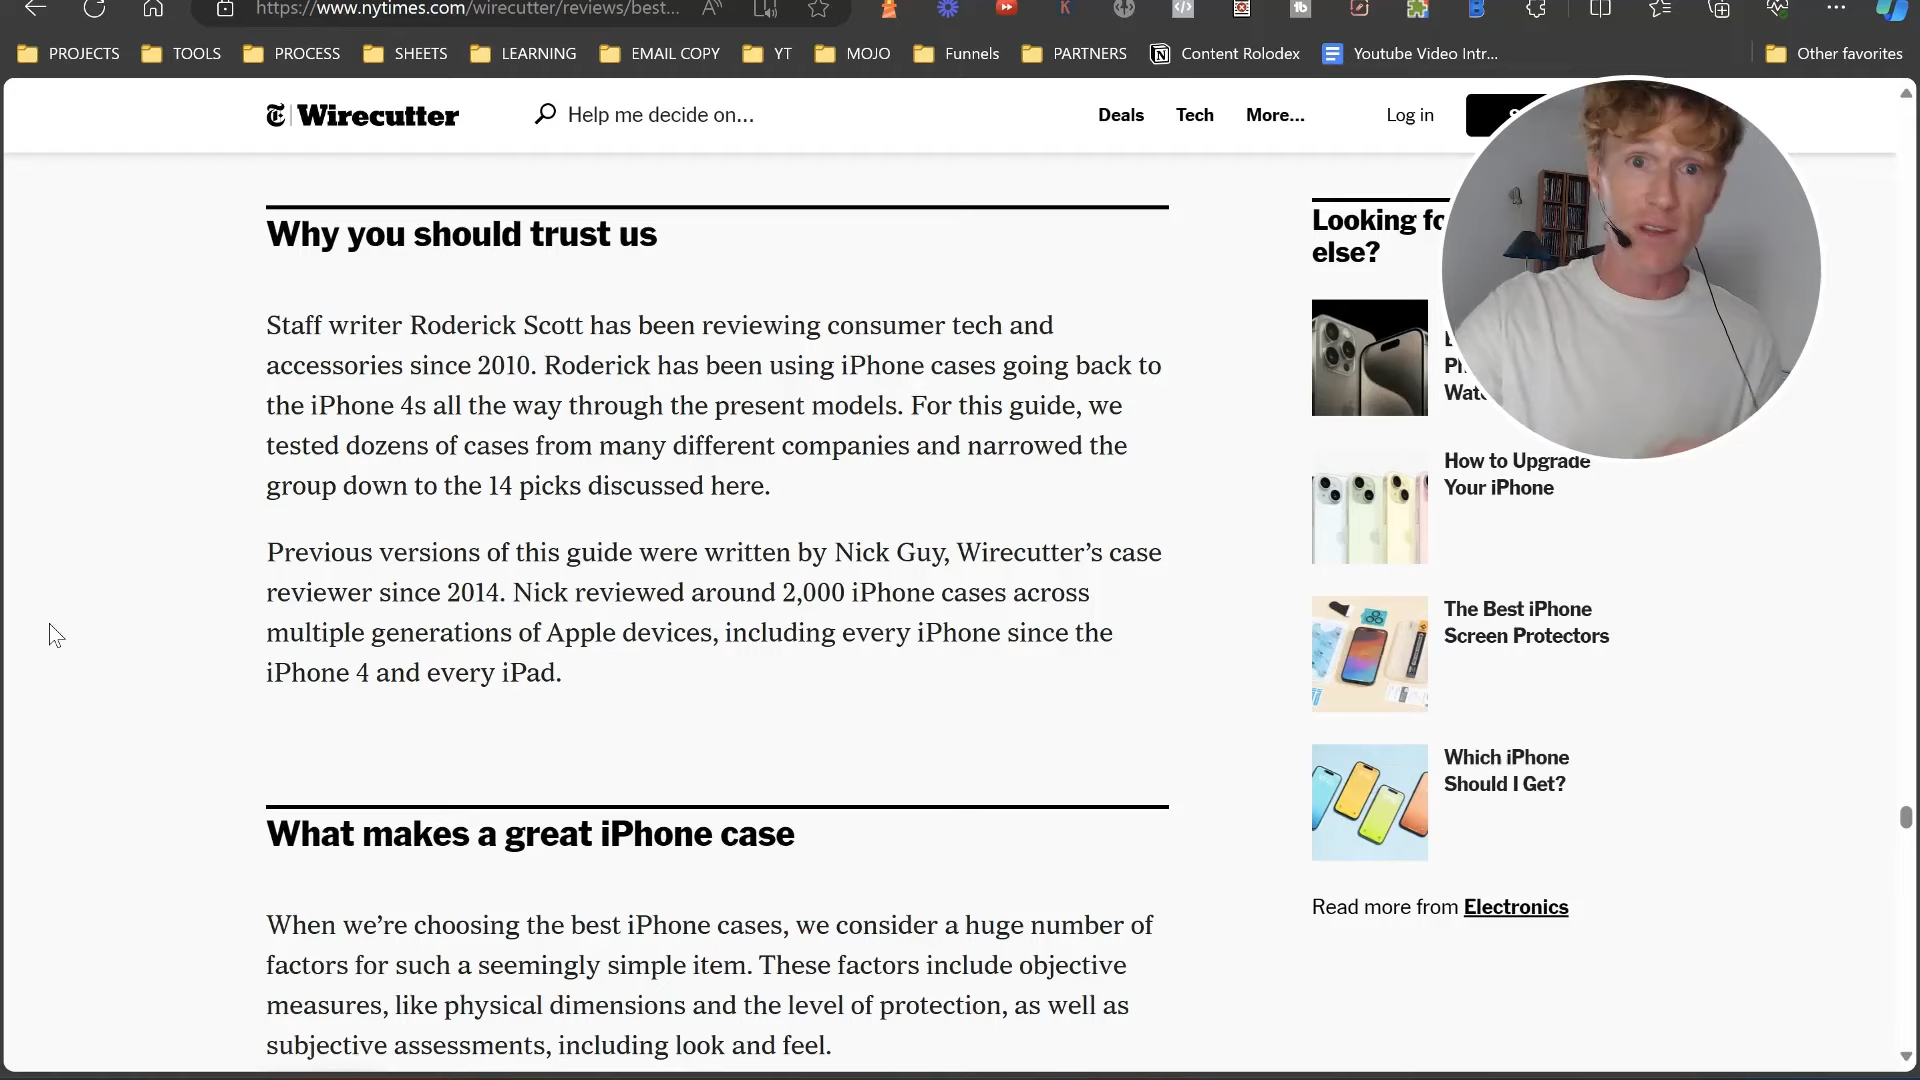 https://www.nytimes.com/wirecutter/reviews/best...
PROJECTS TOOLS PROCESS SHEETS LEARNING EMAIL COPY YT MOJO Funnels PARTNERS Content Rolodex Youtube Video Intr... Other favorites
Wirecutter Help me decide on... Deals Tech More... Log in
Why you should trust us
Staff writer Roderick Scott has been reviewing consumer tech and
accessories since 2010. Roderick has been using iPhone cases going back to
the iPhone 4s all the way through the present models. For this guide, we
tested dozens of cases from many different companies and narrowed the
group down to the 14 picks discussed here.
Previous versions of this guide were written by Nick Guy, Wirecutter’s case
reviewer since 2014. Nick reviewed around 2,000 iPhone cases across
multiple generations of Apple devices, including every iPhone since the
iPhone 4 and every iPad.
What makes a great iPhone case
When we’re choosing the best iPhone cases, we consider a huge number of
factors for such a seemingly simple item. These factors include objective
measures, like physical dimensions and the level of protection, as well as
subjective assessments, including look and feel.
Looking
else?
How to Upgrade
Your iPhone
The Best iPhone
Screen Protectors
Which iPhone
Should I Get?
Read more from Electronics